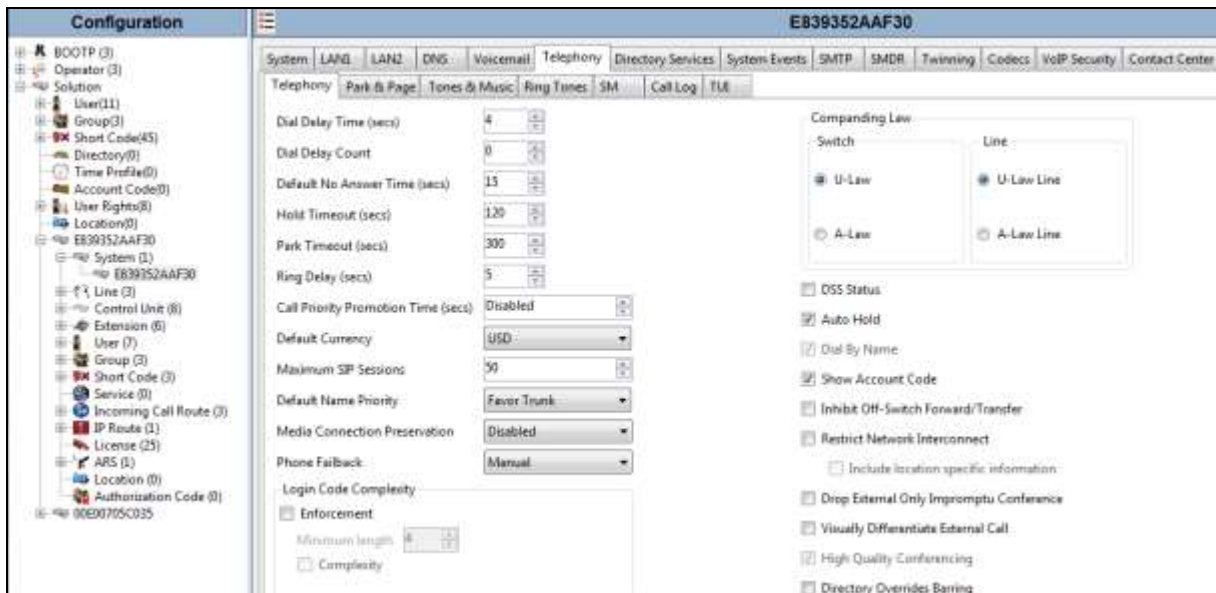 Configuration
BOOTP (3)
Operator (3)
Solution
User(11)
Group(3)
Short Code(45)
Directory(0)
Time Profile(0)
Account Code(0)
User Rights(8)
Location(0)
E839352AAF30
System (1)
E839352AAF30
Line (3)
Control Unit (8)
Extension (6)
User (7)
Group (3)
Short Code (3)
Service (0)
Incoming Call Route (3)
IP Route (1)
License (25)
ARS (1)
Location (0)
Authorization Code (0)
00E00705C035
E839352AAF30
System LAN1 LAN2 DNS Voicemail Telephony Directory Services System Events SMTP SMDR Twinning Codecs VoIP Security Contact Center
Telephony Park & Page Tones & Music Ring Tones SM Call Log TUI
Dial Delay Time (secs) 4
Dial Delay Count 0
Default No Answer Time (secs) 15
Hold Timeout (secs) 120
Park Timeout (secs) 300
Ring Delay (secs) 5
Call Priority Promotion Time (secs) Disabled
Default Currency USD
Maximum SIP Sessions 50
Default Name Priority Favor Trunk
Media Connection Preservation Disabled
Phone Failback Manual
Login Code Complexity
Enforcement
Minimum length 4
Complexity
Companding Law
Switch Line
U-Law U-Law Line
A-Law A-Law Line
DSS Status
Auto Hold
Dial By Name
Show Account Code
Inhibit Off-Switch Forward/Transfer
Restrict Network Interconnect
Include location specific information
Drop External Only Impromptu Conference
Visually Differentiate External Call
High Quality Conferencing
Directory Overrides Barring